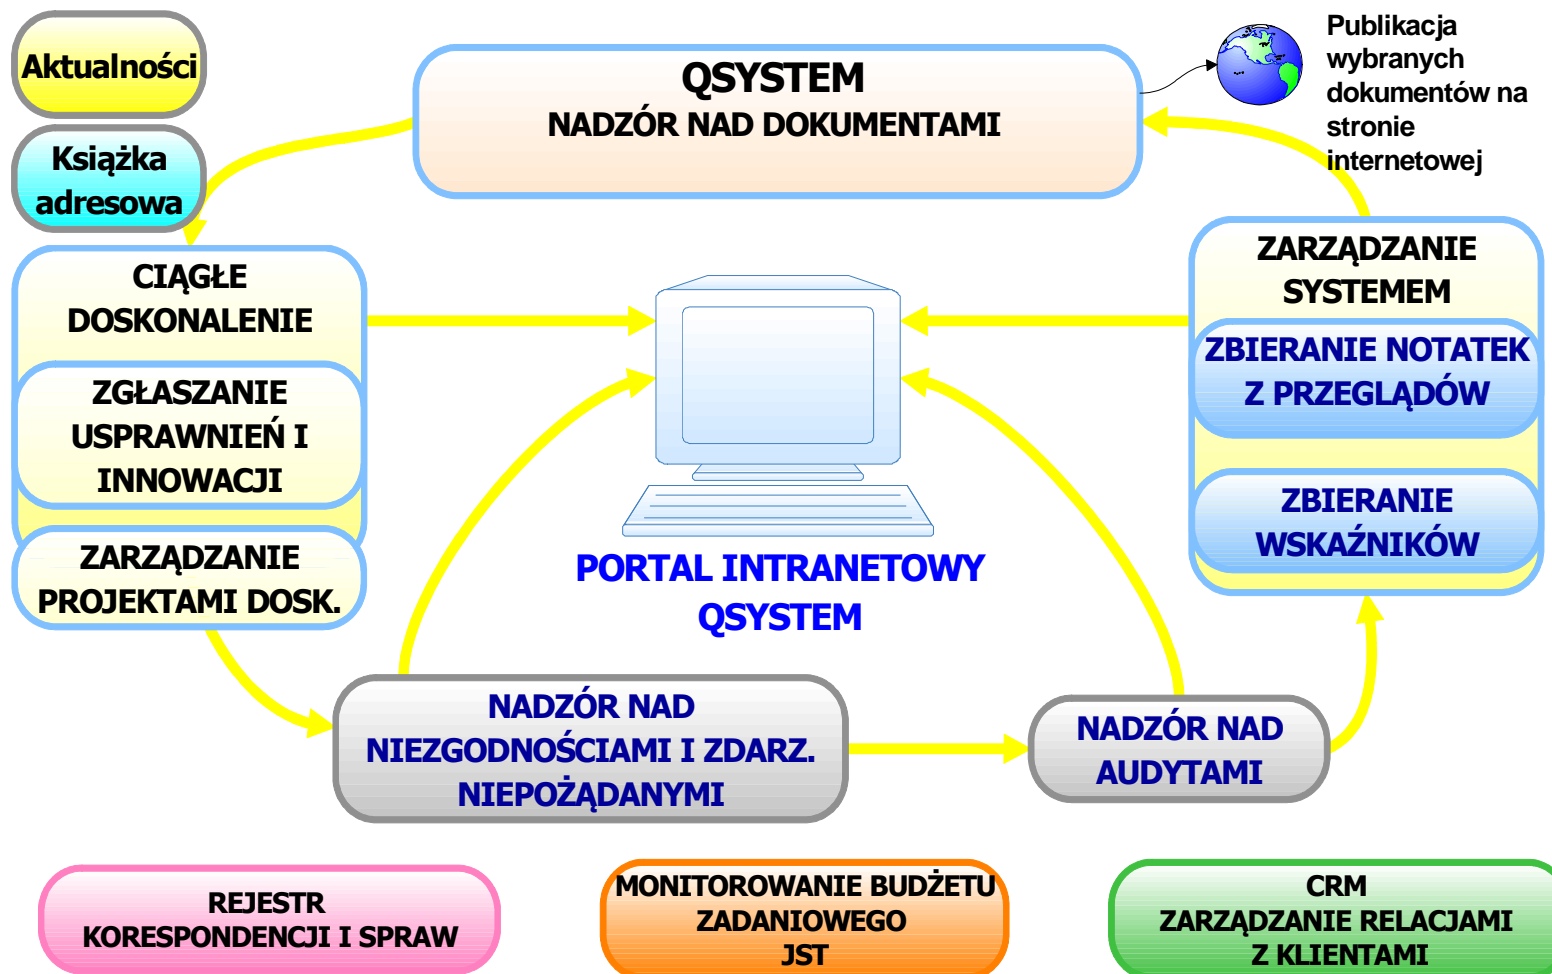 Aktualności
Książka
adresowa
QSYSTEM
NADZÓR NAD DOKUMENTAMI
Publikacja
wybranych
dokumentów na
stronie
internetowej
CIĄGŁE
DOSKONALENIE
ZGŁASZANIE
USPRAWNIEŃ I
INNOWACJI
ZARZĄDZANIE
PROJEKTAMI DOSK.
PORTAL INTRANETOWY
QSYSTEM
ZARZĄDZANIE
SYSTEMEM
ZBIERANIE NOTATEK
Z PRZEGLĄDÓW
ZBIERANIE
WSKAŹNIKÓW
NADZÓR NAD
NIEZGODNOŚCIAMI I ZDARZ.
NIEPOŻĄDANYMI
NADZÓR NAD
AUDYTAMI
REJESTR
KORESPONDENCJI I SPRAW
MONITOROWANIE BUDŻETU
ZADANIOWEGO
JST
CRM
ZARZĄDZANIE RELACJAMI
Z KLIENTAMI